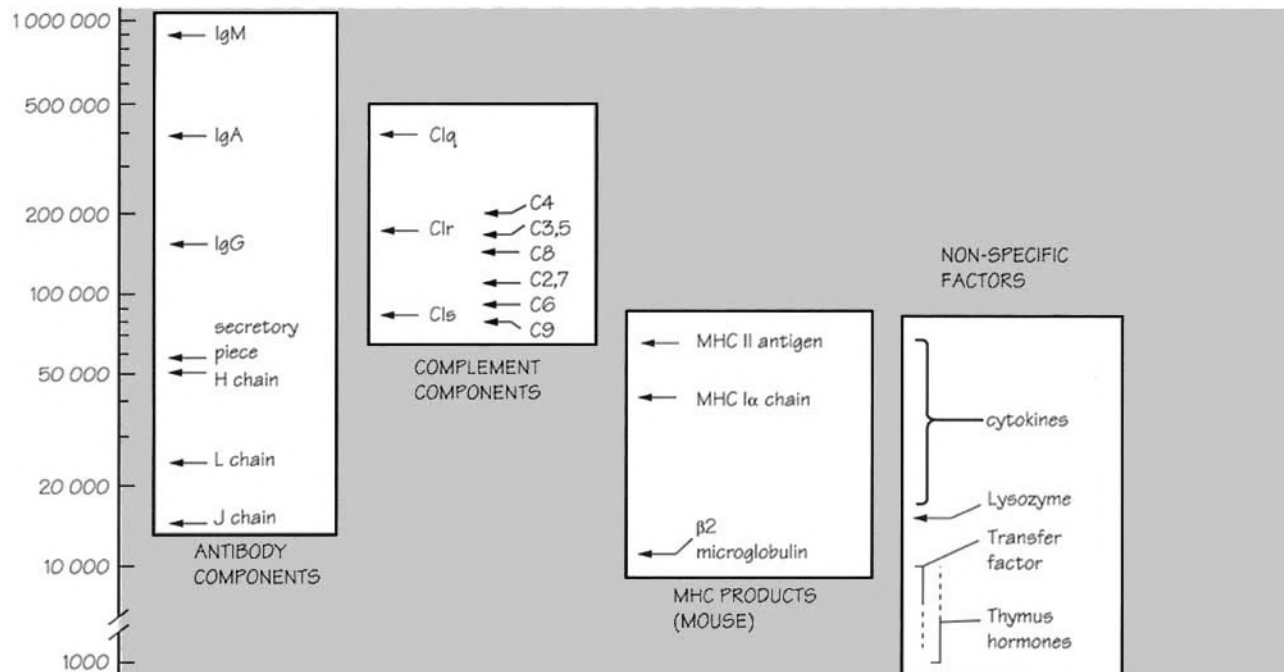 1 000 000
500 000
200 000
100 000
50 000
20 000
10 000
1000
IgM
IgA
IgG
secretory
piece
H chain
L chain
J chain
ANTIBODY
COMPONENTS
Clq
Clr
Cls
C4
C3,5
C8
C2,7
C6
C9
COMPLEMENT
COMPONENTS
MHC II antigen
MHC Iα chain
β2
microglobulin
MHC PRODUCTS
(MOUSE)
NON-SPECIFIC
FACTORS
cytokines
Lysozyme
Transfer
factor
Thymus
hormones